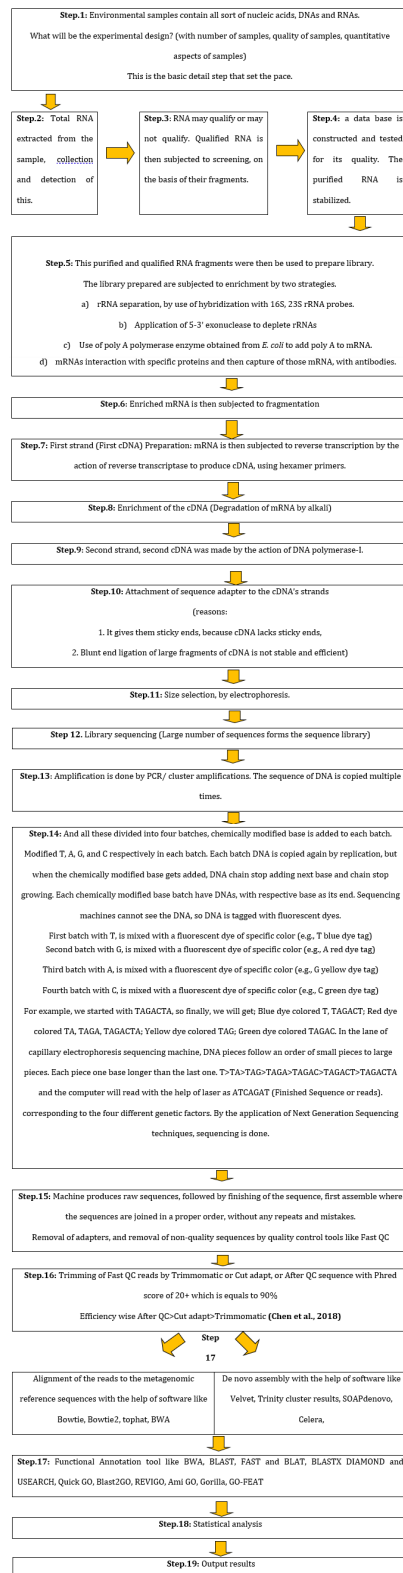 Step.1: Environmental samples contain all sort of nucleic acids, DNAs and RNAs.
What will be the experimental design? (with number of samples, quality of samples, quantitative
aspects of samples)
This is the basic detail step that set the pace.
Step.2: Total RNA
extracted from the
sample, collection
and detection of
this.
Step.3: RNA may qualify or may
not qualify. Qualified RNA is
then subjected to screening, on
the basis of their fragments.
Step.4: a data base is
constructed and tested
for its quality. The
purified RNA is
stabilized.
Step.5: This purified and qualified RNA fragments were then be used to prepare library.
The library prepared are subjected to enrichment by two strategies.
a) rRNA separation, by use of hybridization with 16S, 23S rRNA probes.
b) Application of 5-3' exonuclease to deplete rRNAs
c) Use of poly A polymerase enzyme obtained from E. coli to add poly A to mRNA.
d) mRNAs interaction with specific proteins and then capture of those mRNA, with antibodies.
Step.6: Enriched mRNA is then subjected to fragmentation
Step.7: First strand (First cDNA) Preparation: mRNA is then subjected to reverse transcription by the
action of reverse transcriptase to produce cDNA, using hexamer primers.
Step.8: Enrichment of the cDNA (Degradation of mRNA by alkali)
Step.9: Second strand, second cDNA was made by the action of DNA polymerase-I.
Step.10: Attachment of sequence adapter to the cDNA's strands
(reasons:
1. It gives them sticky ends, because cDNA lacks sticky ends,
2. Blunt end ligation of large fragments of cDNA is not stable and efficient)
Step.11: Size selection, by electrophoresis.
Step 12. Library sequencing (Large number of sequences forms the sequence library)
Step.13: Amplification is done by PCR/ cluster amplifications. The sequence of DNA is copied multiple
times.
Step.14: And all these divided into four batches, chemically modified base is added to each batch.
Modified T, A, G, and C respectively in each batch. Each batch DNA is copied again by replication, but
when the chemically modified base gets added, DNA chain stop adding next base and chain stop
growing. Each chemically modified base batch have DNAs, with respective base as its end. Sequencing
machines cannot see the DNA, so DNA is tagged with fluorescent dyes.
First batch with T, is mixed with a fluorescent dye of specific color (e.g., T blue dye tag)
Second batch with G, is mixed with a fluorescent dye of specific color (e.g., A red dye tag)
Third batch with A, is mixed with a fluorescent dye of specific color (e.g., G yellow dye tag)
Fourth batch with C, is mixed with a fluorescent dye of specific color (e.g., C green dye tag)
For example, we started with TAGACTA, so finally, we will get; Blue dye colored T, TAGACT; Red dye
colored TA, TAGA, TAGACTA; Yellow dye colored TAG; Green dye colored TAGAC. In the lane of
capillary electrophoresis sequencing machine, DNA pieces follow an order of small pieces to large
pieces. Each piece one base longer than the last one. T>TA>TAG>TAGA>TAGAC>TAGACT>TAGACTA
and the computer will read with the help of laser as ATCAGAT (Finished Sequence or reads).
corresponding to the four different genetic factors. By the application of Next Generation Sequencing
techniques, sequencing is done.
Step.15: Machine produces raw sequences, followed by finishing of the sequence, first assemble where
the sequences are joined in a proper order, without any repeats and mistakes.
Removal of adapters, and removal of non-quality sequences by quality control tools like Fast QC
Step.16: Trimming of Fast QC reads by Trimmomatic or Cut adapt, or After QC sequence with Phred
score of 20+ which is equals to 90%
Efficiency wise After QC>Cut adapt>Trimmomatic (Chen et al., 2018)
Step
17
Alignment of the reads to the metagenomic
reference sequences with the help of software like
Bowtie, Bowtie2, tophat, BWA
De novo assembly with the help of software like
Velvet, Trinity cluster results, SOAPdenovo,
Celera,
Step.17: Functional Annotation tool like BWA, BLAST, FAST and BLAT, BLASTX DIAMOND and
USEARCH, Quick GO, Blast2GO, REVIGO, Ami GO, Gorilla, GO-FEAT
Step.18: Statistical analysis
Step.19: Output results